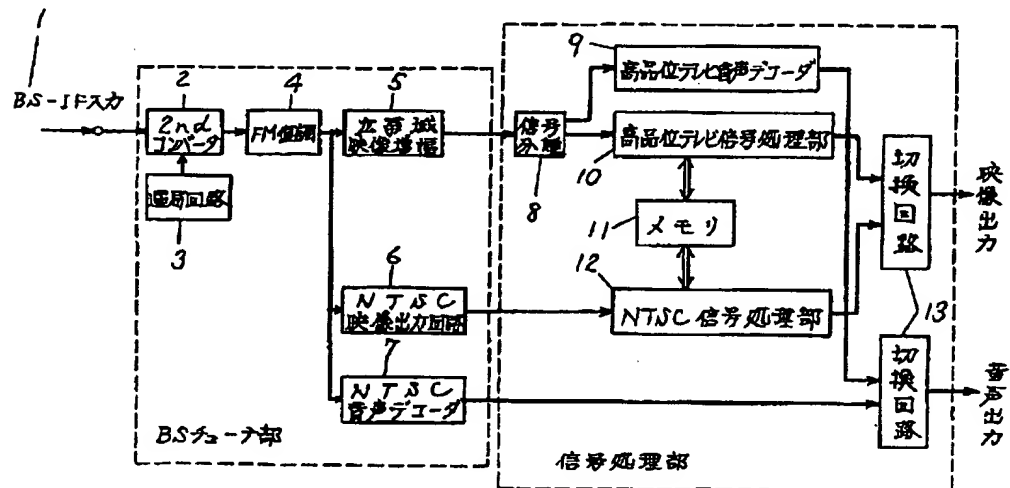 1
BS-IF入力
2
2nd
コンバータ
選局回路
3
4
FM復調
5
広帯域
映像増幅
6
NTSC
映像出力回路
7
NTSC
音声デコーダ
BSチューナ部
信号
分離
8
9
高品位テレビ音声デコーダ
高品位テレビ信号処理部
10
11
メモリ
12
NTSC信号処理部
切換回路
13
切換回路
映像出力
音声出力
信号処理部